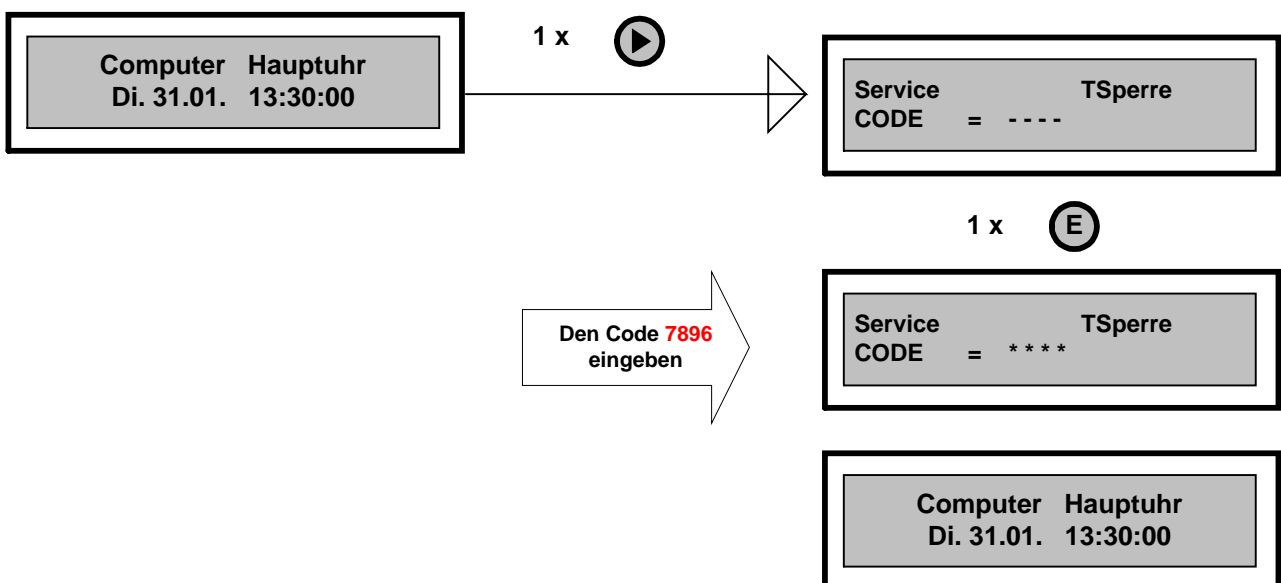 Computer Hauptuhr
Di. 31.01. 13:30:00
1 x
Service TSperre
CODE = - - - -
1 x E
Den Code 7896
eingeben
Service TSperre
CODE = * * * *
Computer Hauptuhr
Di. 31.01. 13:30:00